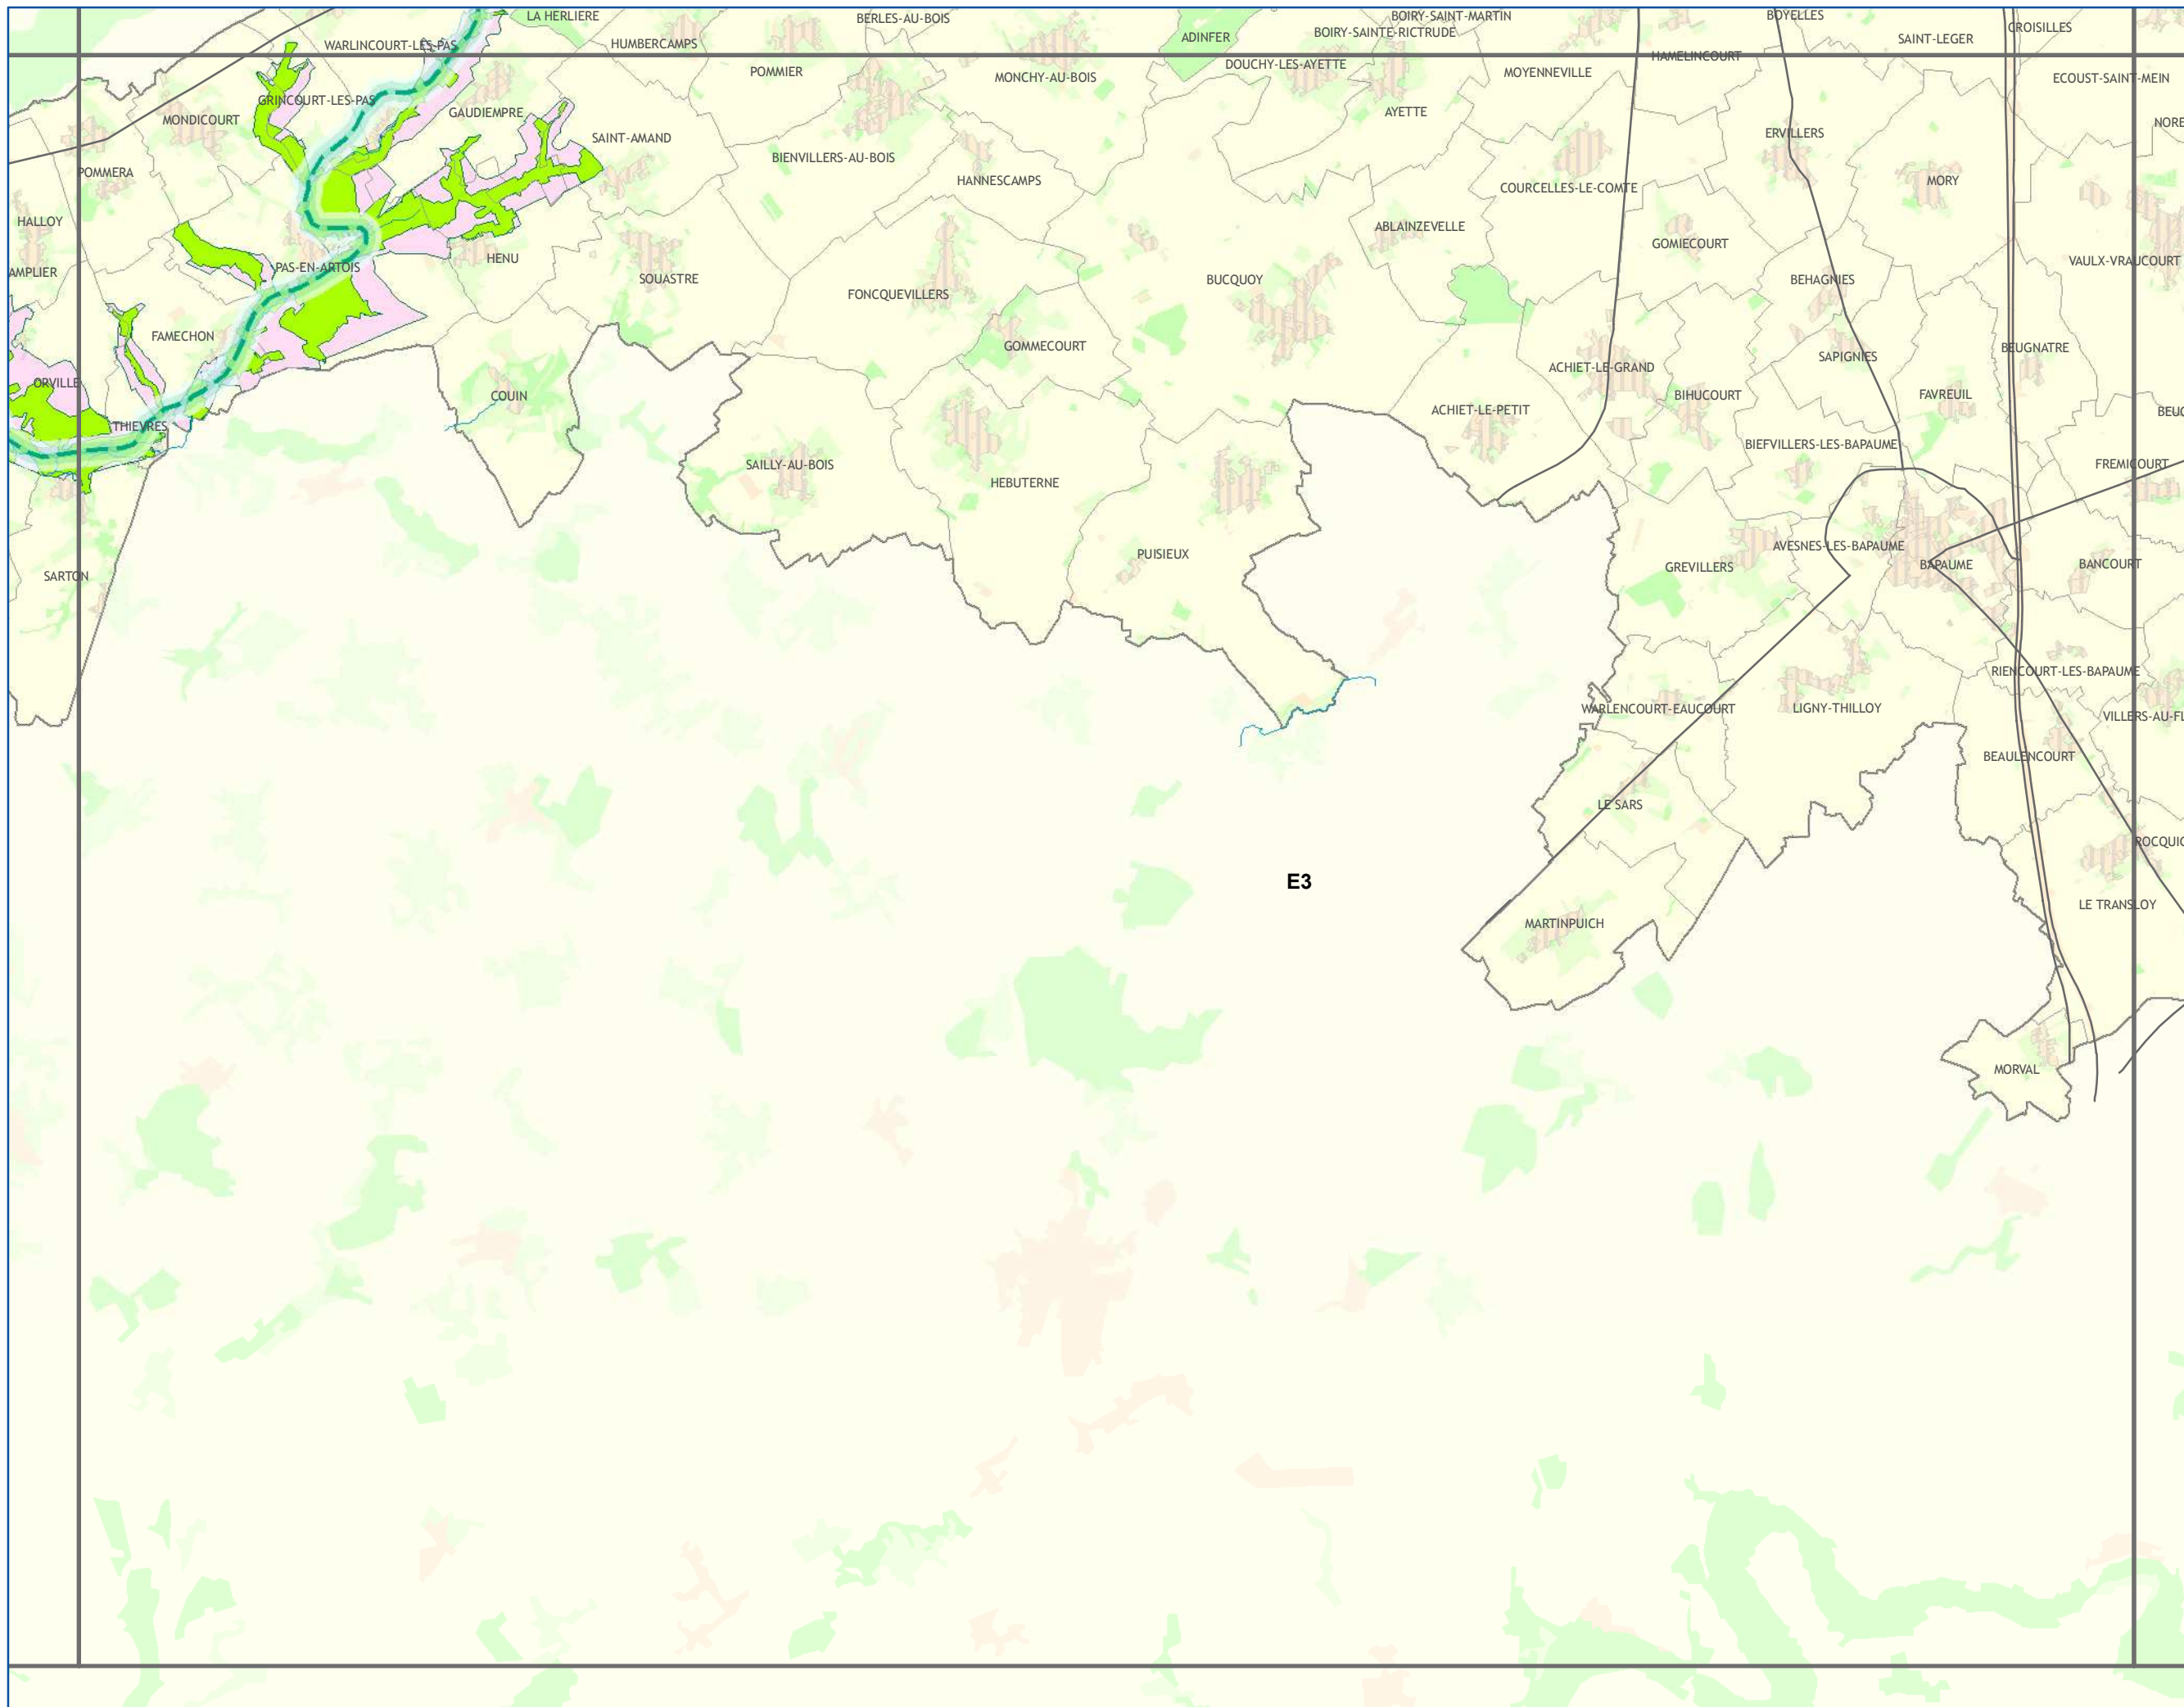 LA HERLIERE
BERLES-AU-BOIS
BOIRY-SAINT-MARTIN
BOYELLES
CROISILLES
WARLINCOURT-LES-PAS
HUMBERCAMPS
ADINFER
BOIRY-SAINTE-RICTRUDE
SAINT-LEGER
HAMELINCOURT
POMMIER
MONCHY-AU-BOIS
DOUCHY-LES-AYETTE
MOYENNEVILLE
ECOUST-SAINT-MEIN
GRINCOURT-LES-PAS
MONDICOURT
GAUDIEMPRE
AYETTE
NORE
SAINT-AMAND
ERVILLERS
BIENVILLERS-AU-BOIS
POMMERA
HANNESCAMPS
COURCELLES-LE-COMTE
MORY
HALLOY
ABLAINZEVELLE
GOMIECOURT
PAS-EN-ARTOIS
HENU
VAULX-VRAUCOURT
AMPLIER
SOUASTRE
BUCQUOY
BEHAGNIES
FONCQUEVILLERS
FAMECHON
GOMMECOURT
SAPIGNIES
BEUGNATRE
ACHIET-LE-GRAND
ORVILLE
COUIN
BIHUCOURT
FAVREUIL
ACHIET-LE-PETIT
BEUG
THIEVRES
BIEFVILLERS-LES-BAPAUME
SAILLY-AU-BOIS
FREMICOURT
HEBUTERNE
PUISIEUX
AVESNES-LES-BAPAUME
SARTON
GREVILLERS
BAPAUME
BANCOURT
RIENCOURT-LES-BAPAUME
WARLENCOURT-EAUCOURT
LIGNY-THILLOY
VILLERS-AU-FL
BEAULENCOURT
LE SARS
ROCQUIG
E3
LE TRANSLOY
MARTINPUICH
MORVAL